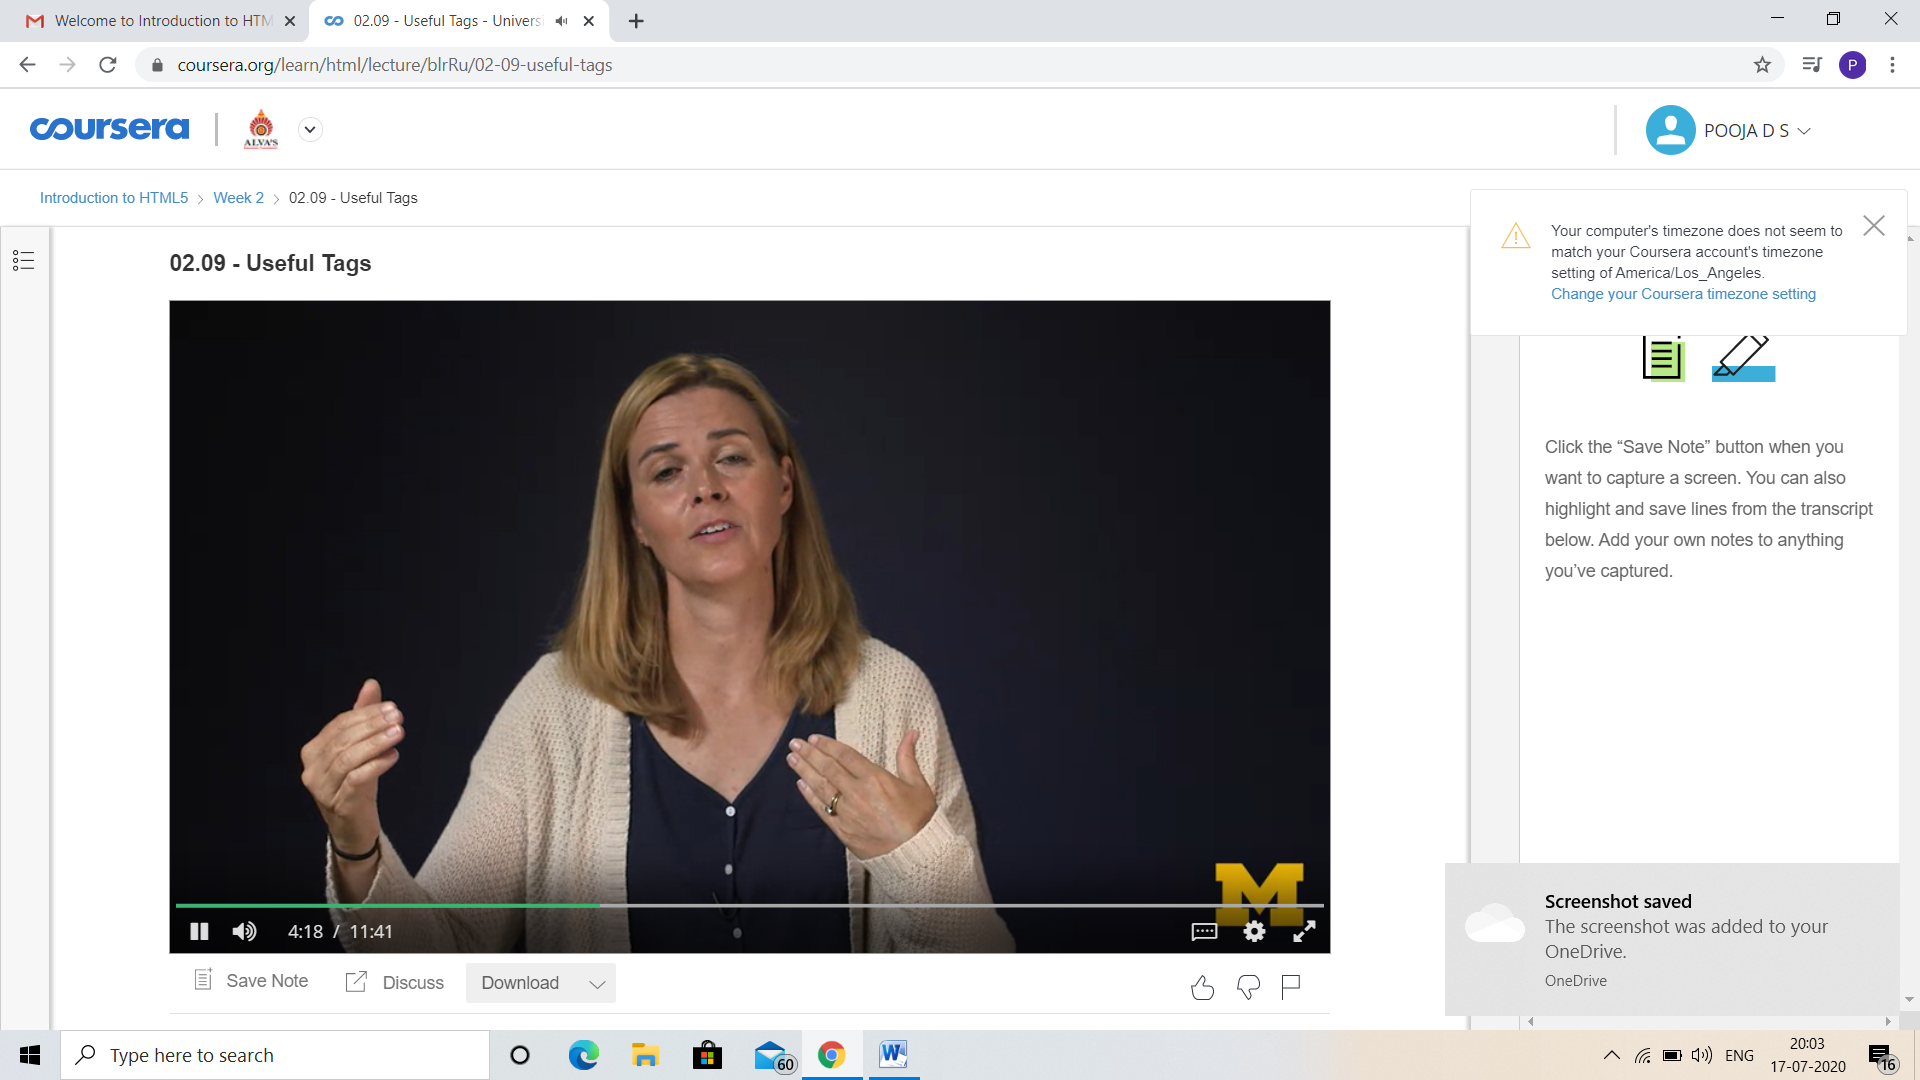 Welcome to Introduction to HTM
02.09 - Useful Tags - Universi
coursera.org/learn/html/lecture/blrRu/02-09-useful-tags
P
coursera
ALVA'S
POOJA D S
Introduction to HTML5 > Week 2 > 02.09 - Useful Tags
Your computer's timezone does not seem to
match your Coursera account's timezone
setting of America/Los_Angeles.
Change your Coursera timezone setting
02.09 - Useful Tags
Click the “Save Note” button when you
want to capture a screen. You can also
highlight and save lines from the transcript
below. Add your own notes to anything
you’ve captured.
M
4:18 / 11:41
Save Note
Discuss
Download
Screenshot saved
The screenshot was added to your
OneDrive.
OneDrive
Type here to search
60
W
ENG
20:03
17-07-2020
16